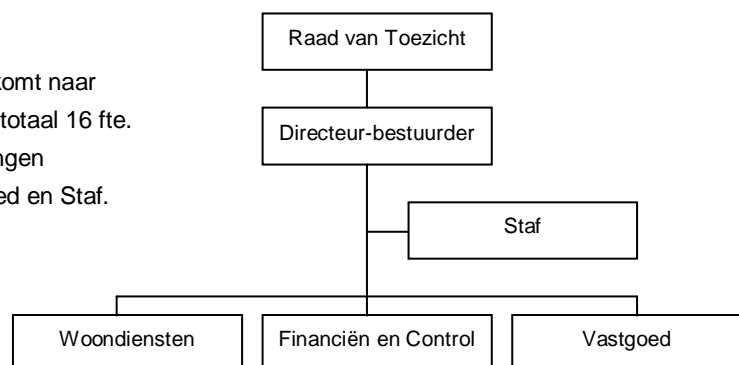 Raad van Toezicht
komt naar
totaal 16 fte.
Directeur-bestuurder
ed en Staf.
Staf
Woondiensten
Financiën en Control
Vastgoed